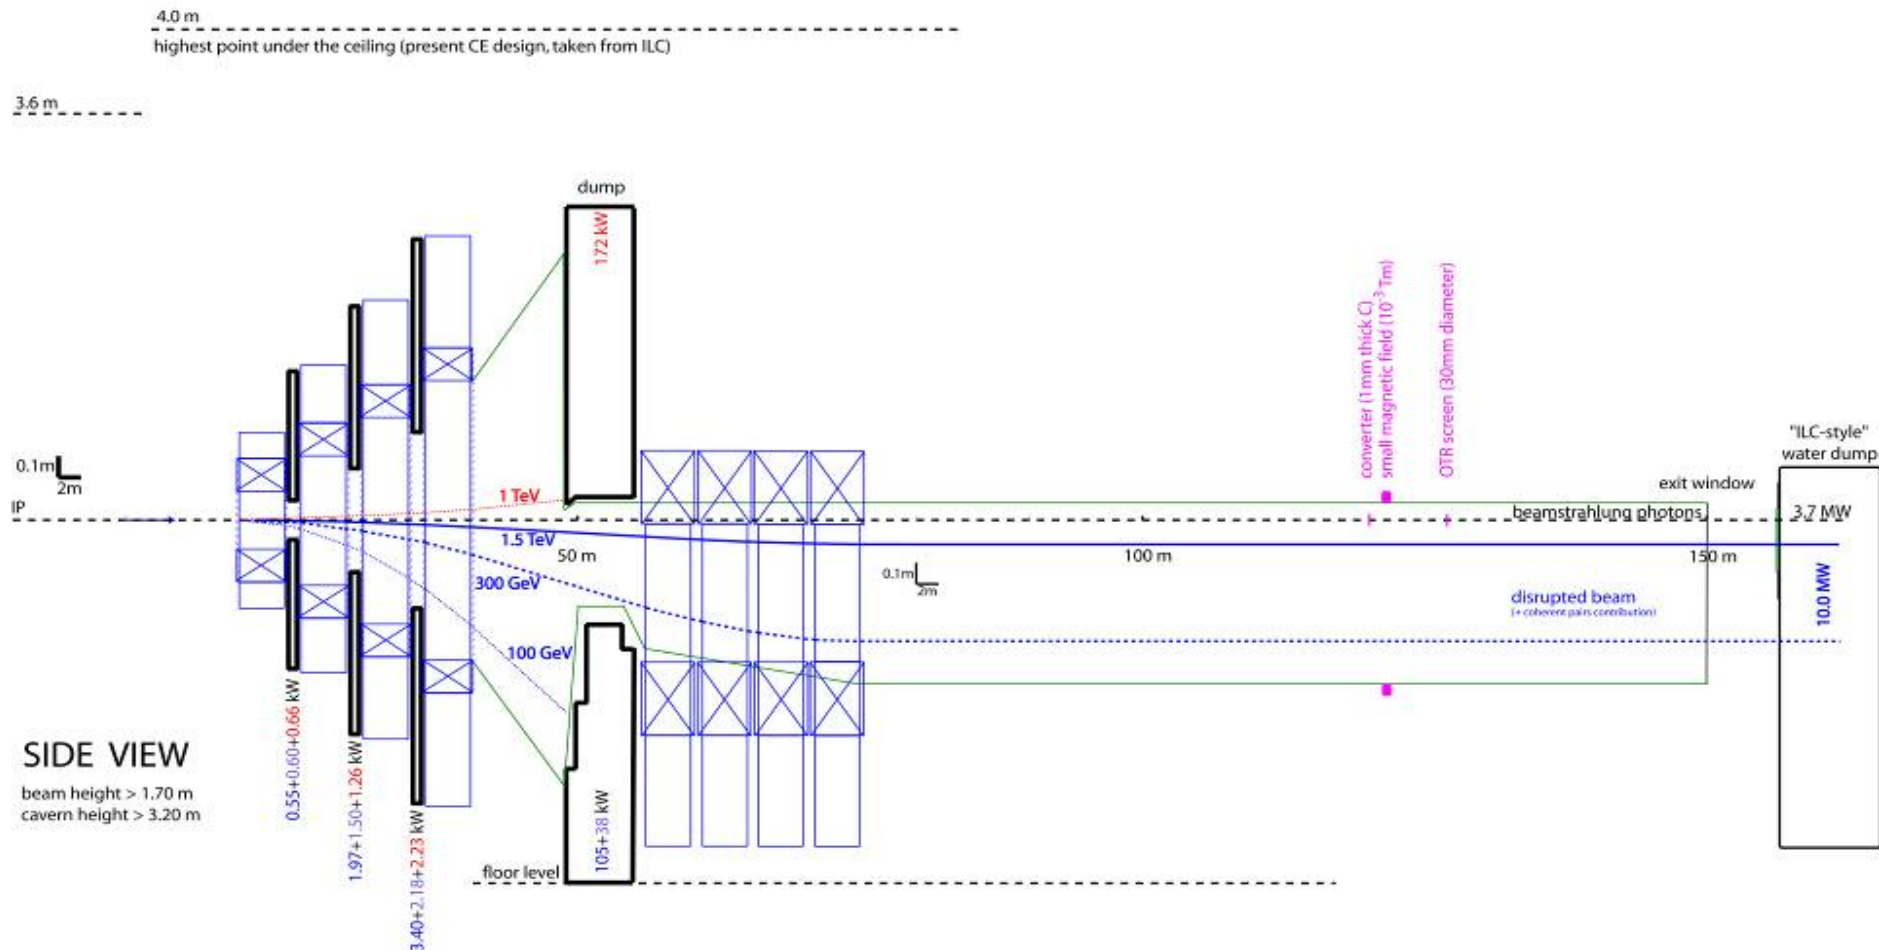 4.0 m
highest point under the ceiling (present CE design, taken from ILC)
3.6 m
dump
172 kW
converter (1mm thick C)
small magnetic field (10⁻³ Tm)
OTR screen (30mm diameter)
"ILC-style"
water dump
0.1m
2m
IP
1 TeV
exit window
beamstrahlung photons
3.7 MW
1.5 TeV
50 m
100 m
150 m
300 GeV
0.1m
2m
disrupted beam
(+ coherent pairs contribution)
10.0 MW
100 GeV
SIDE VIEW
beam height > 1.70 m
cavern height > 3.20 m
0.55+0.60+0.66 kW
1.97+1.50+1.26 kW
3.40+2.18+2.23 kW
105+38 kW
floor level